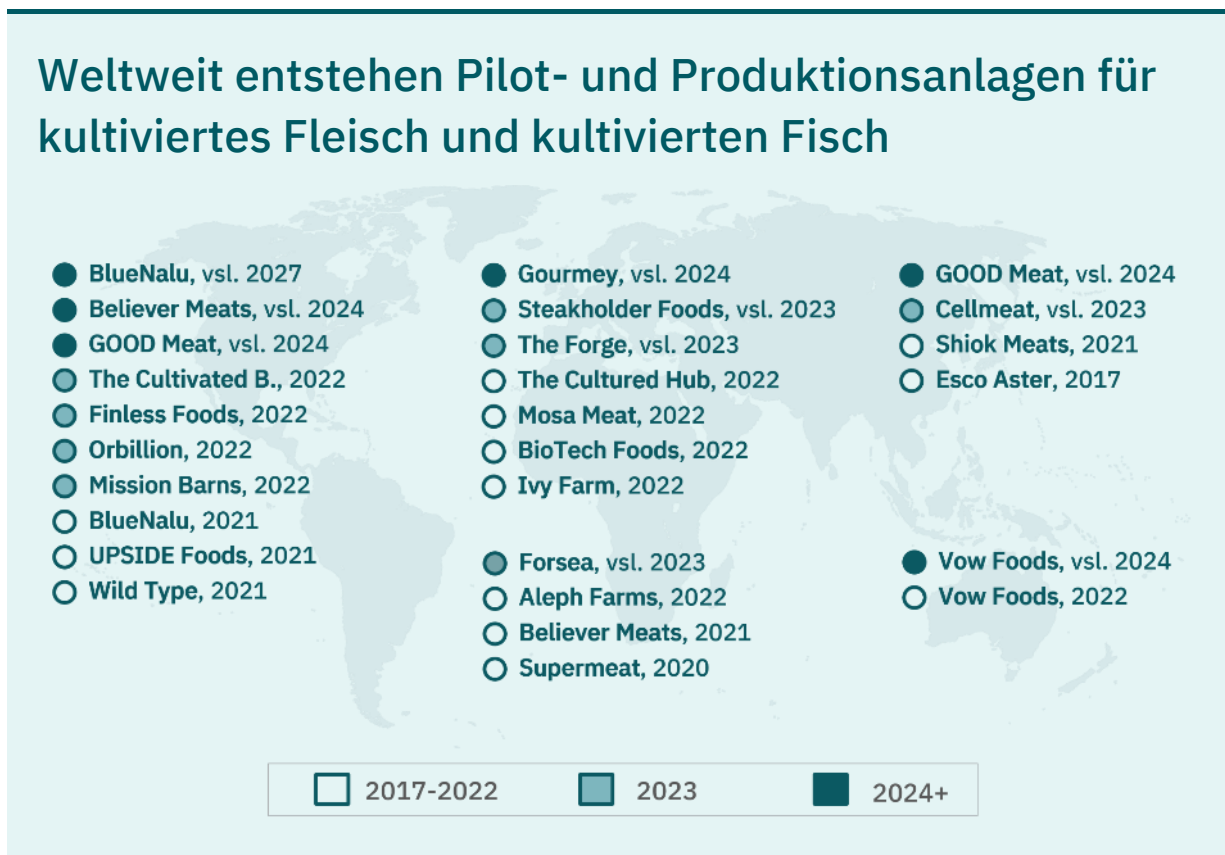 Weltweit entstehen Pilot- und Produktionsanlagen für
kultiviertes Fleisch und kultivierten Fisch
BlueNalu, vsl. 2027
Believer Meats, vsl. 2024
GOOD Meat, vsl. 2024
The Cultivated B., 2022
Finless Foods, 2022
Orbillion, 2022
Mission Barns, 2022
BlueNalu, 2021
UPSIDE Foods, 2021
Wild Type, 2021
Gourmey, vsl. 2024
Steakholder Foods, vsl. 2023
The Forge, vsl. 2023
The Cultured Hub, 2022
Mosa Meat, 2022
BioTech Foods, 2022
Ivy Farm, 2022
Forsea, vsl. 2023
Aleph Farms, 2022
Believer Meats, 2021
Supermeat, 2020
GOOD Meat, vsl. 2024
Cellmeat, vsl. 2023
Shiok Meats, 2021
Esco Aster, 2017
Vow Foods, vsl. 2024
Vow Foods, 2022
2017-2022
2023
2024+